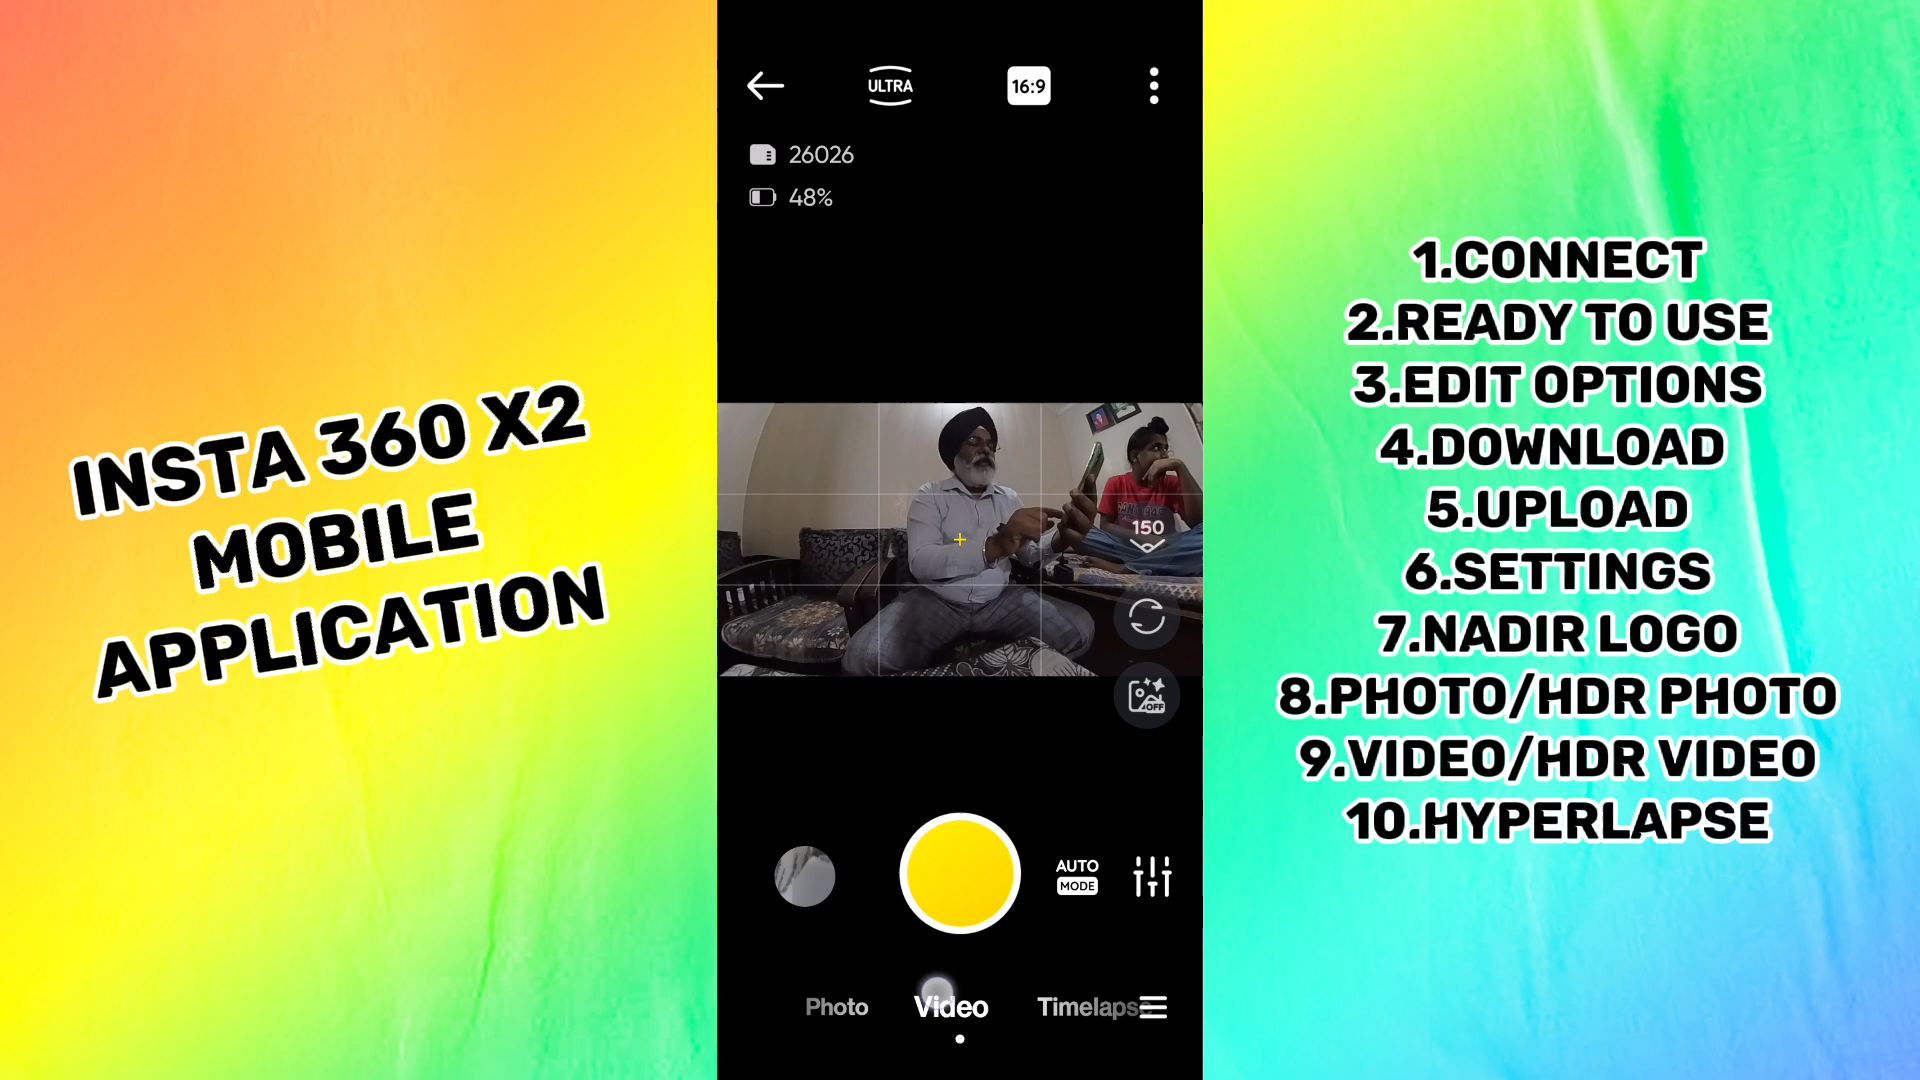 INSTA 360 X2
MOBILE
APPLICATION
ULTRA
16:9
26026
48%
150
OFF
AUTO
MODE
Photo
Video
Timelapse
1.CONNECT
2.READY TO USE
3.EDIT OPTIONS
4.DOWNLOAD
5.UPLOAD
6.SETTINGS
7.NADIR LOGO
8.PHOTO/HDR PHOTO
9.VIDEO/HDR VIDEO
10.HYPERLAPSE